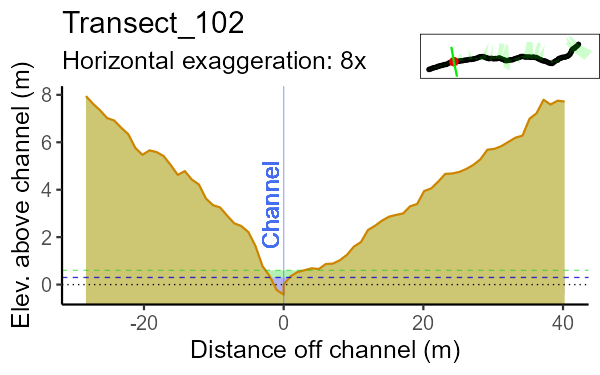 Transect_102
Horizontal exaggeration: 8x
Elev. above channel (m)
8
6
4
2
0
Channel
-20
0
20
40
Distance off channel (m)